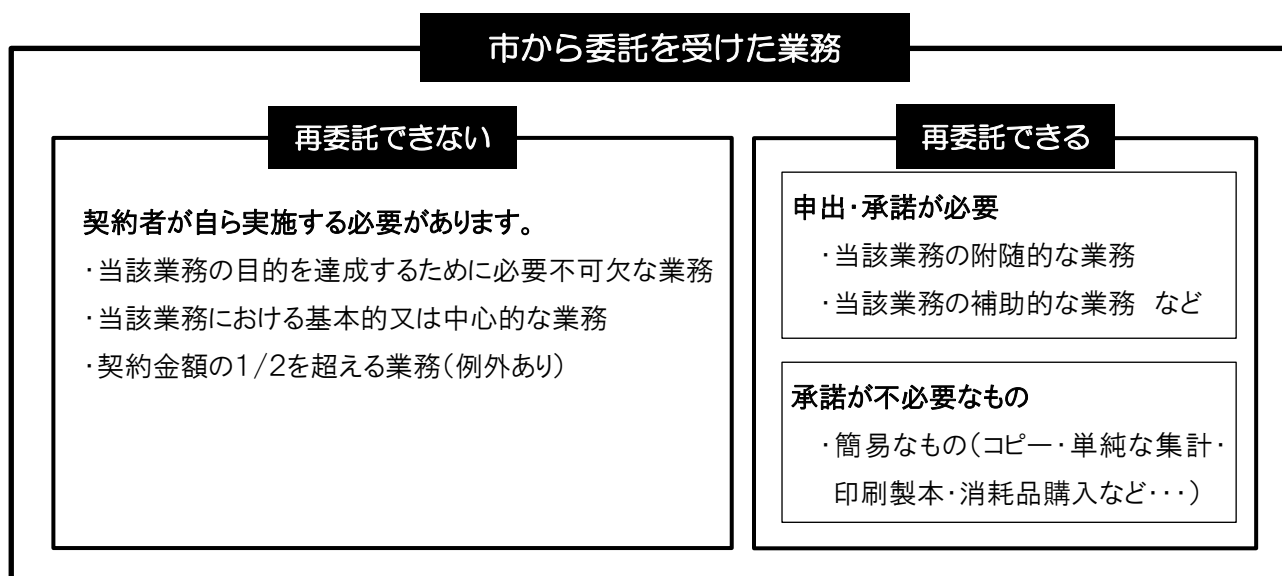 市から委託を受けた業務
再委託できない
契約者が自ら実施する必要があります。
・当該業務の目的を達成するために必要不可欠な業務
・当該業務における基本的又は中心的な業務
・契約金額の1/2を超える業務（例外あり）
再委託できる
申出・承諾が必要
・当該業務の附随的な業務
・当該業務の補助的な業務　など
承諾が不必要なもの
・簡易なもの（コピー・単純な集計・
印刷製本・消耗品購入など・・・）